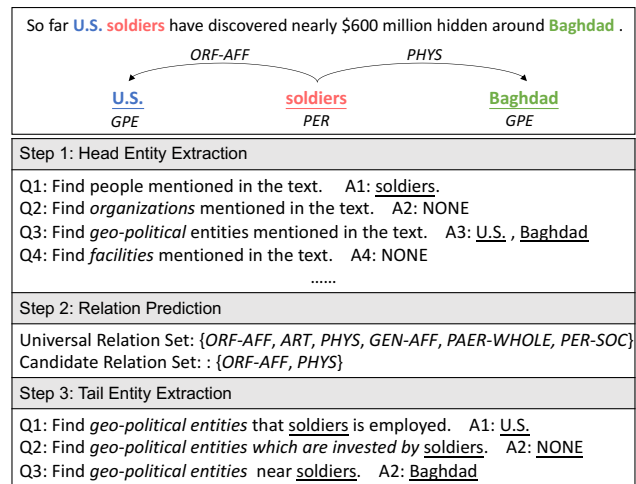 So far U.S. soldiers have discovered nearly $600 million hidden around Baghdad .
ORF-AFF PHYS
U.S. soldiers Baghdad
GPE PER GPE
Step 1: Head Entity Extraction
Q1: Find people mentioned in the text. A1: soldiers.
Q2: Find organizations mentioned in the text. A2: NONE
Q3: Find geo-political entities mentioned in the text. A3: U.S. , Baghdad
Q4: Find facilities mentioned in the text. A4: NONE
......
Step 2: Relation Prediction
Universal Relation Set: {ORF-AFF, ART, PHYS, GEN-AFF, PAER-WHOLE, PER-SOC}
Candidate Relation Set: : {ORF-AFF, PHYS}
Step 3: Tail Entity Extraction
Q1: Find geo-political entities that soldiers is employed. A1: U.S.
Q2: Find geo-political entities which are invested by soldiers. A2: NONE
Q3: Find geo-political entities near soldiers. A2: Baghdad